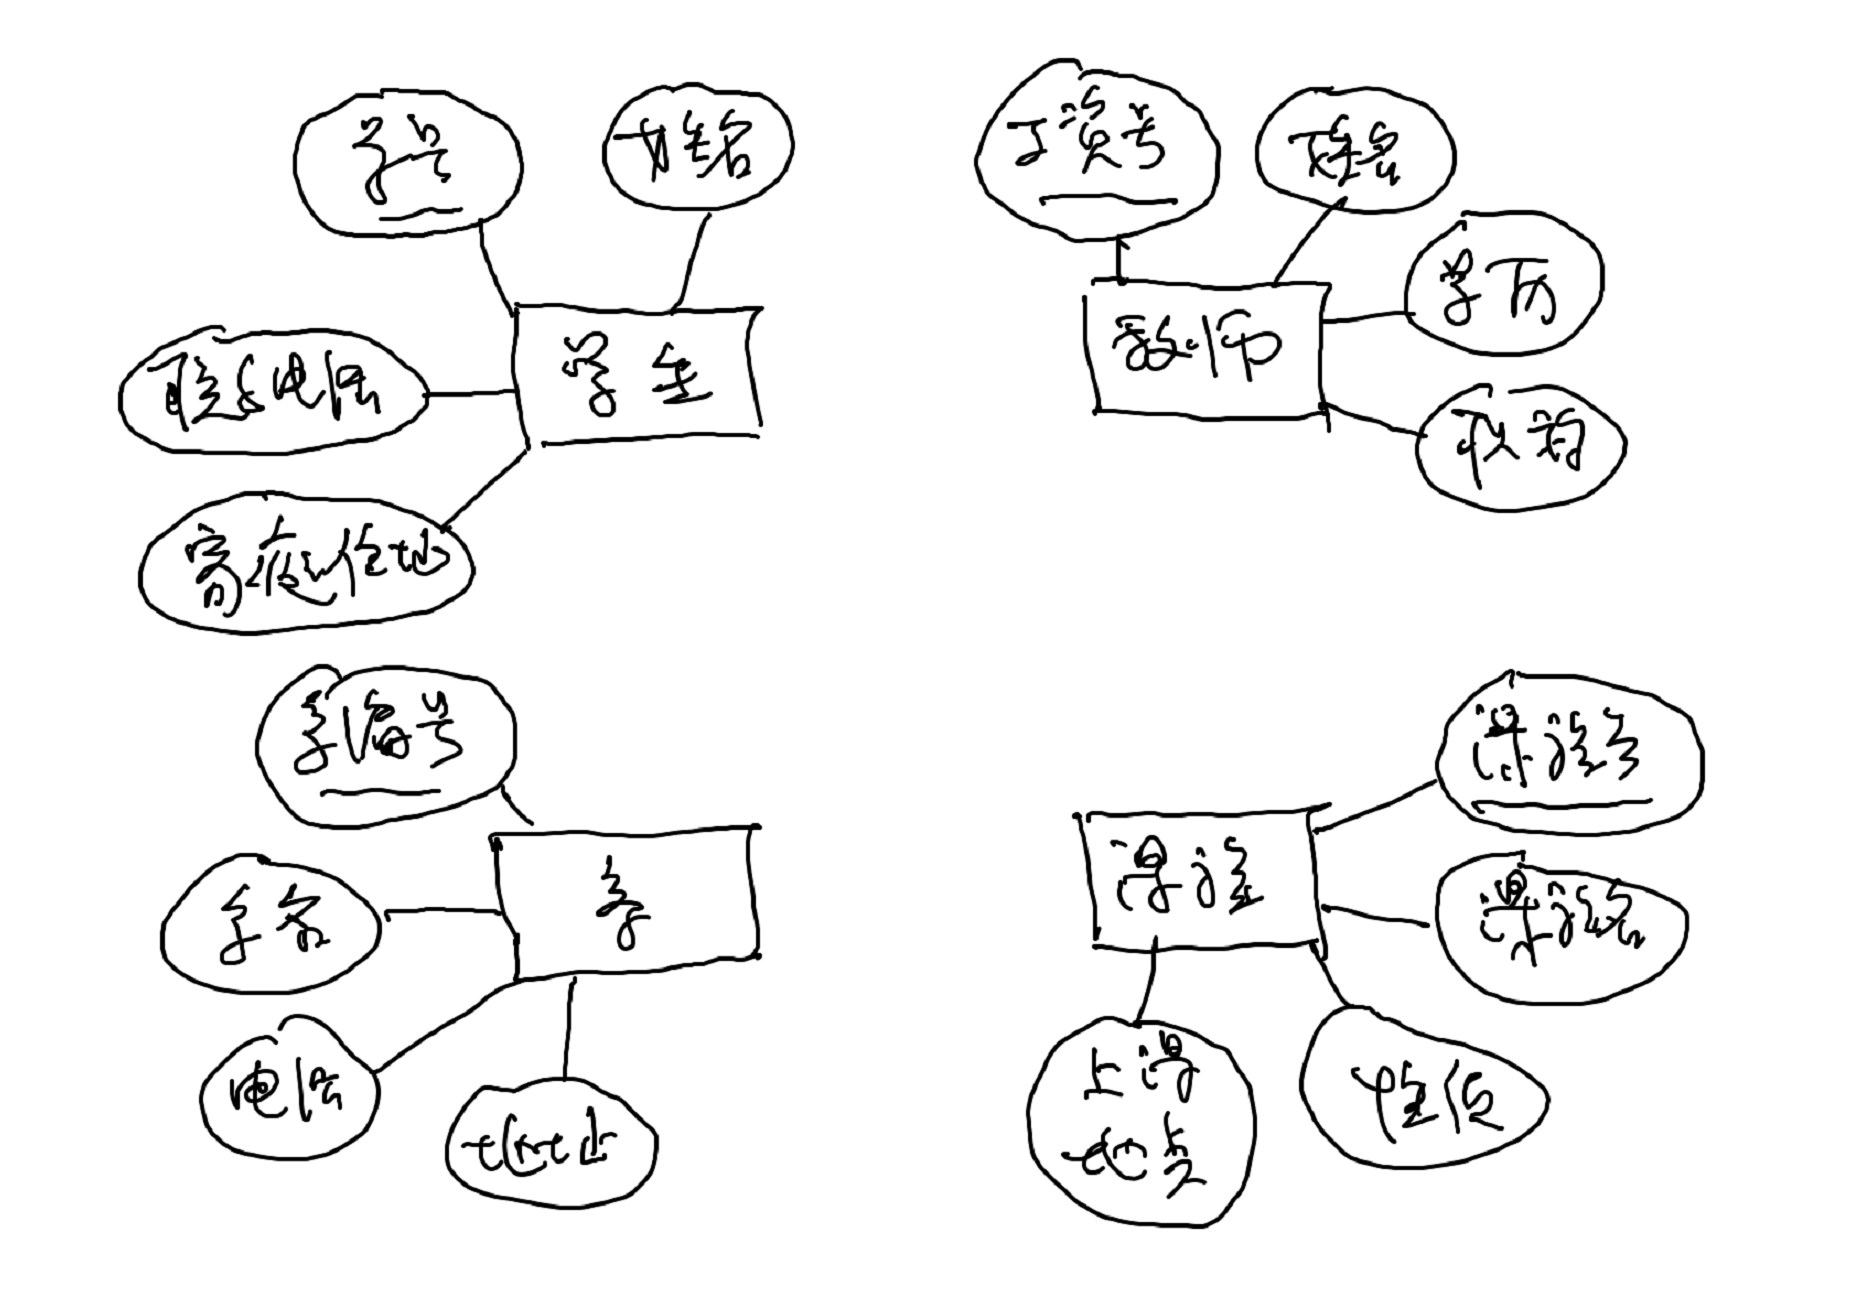 学号
姓名
学生
联系电话
家庭住址
工资号
姓名
教师
学历
职称
系编号
系
系名
电话
地址
课程号
课程
课程名
上课
地点
性质